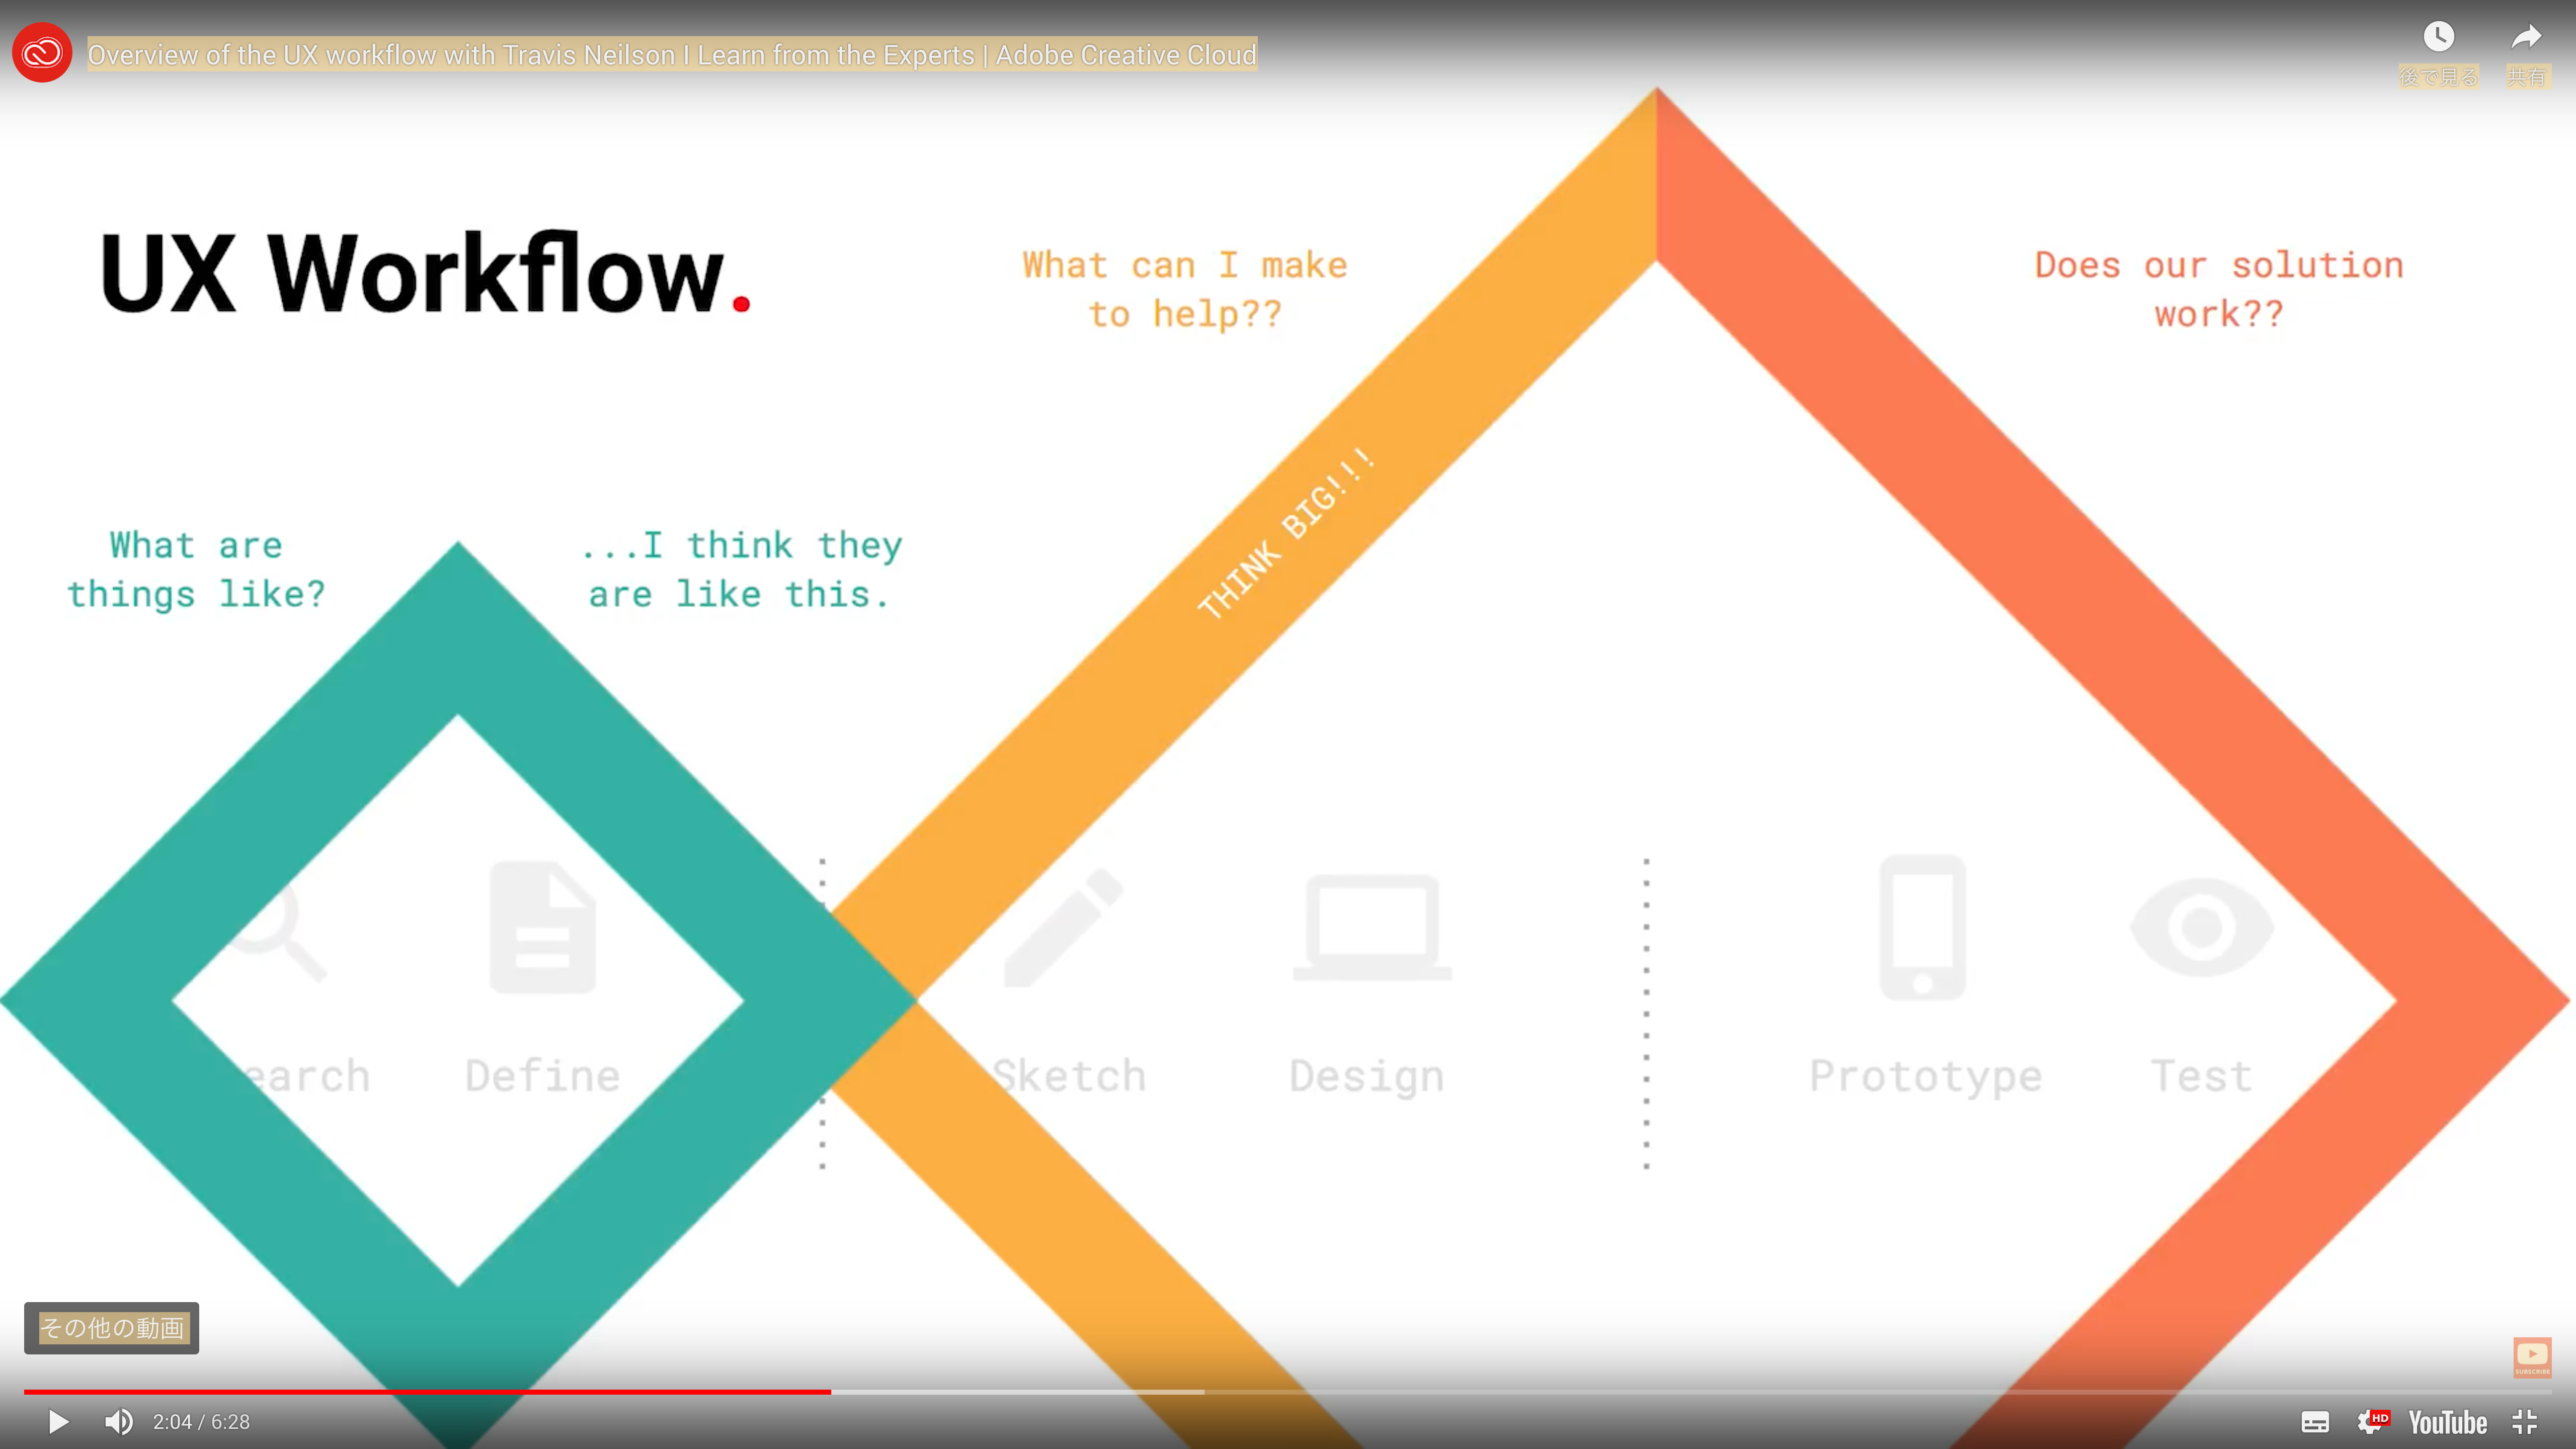 Overview of the UX workflow with Travis Neilson I Learn from the Experts | Adobe Creative Cloud
後で見る
共有
UX Workflow.
What can I make
to help??
Does our solution
work??
THINK BIG!!!
What are
things like?
...I think they
are like this.
earch
Define
Sketch
Design
Prototype
Test
その他の動画
SUBSCRIBE
2:04 / 6:28
HD
YouTube